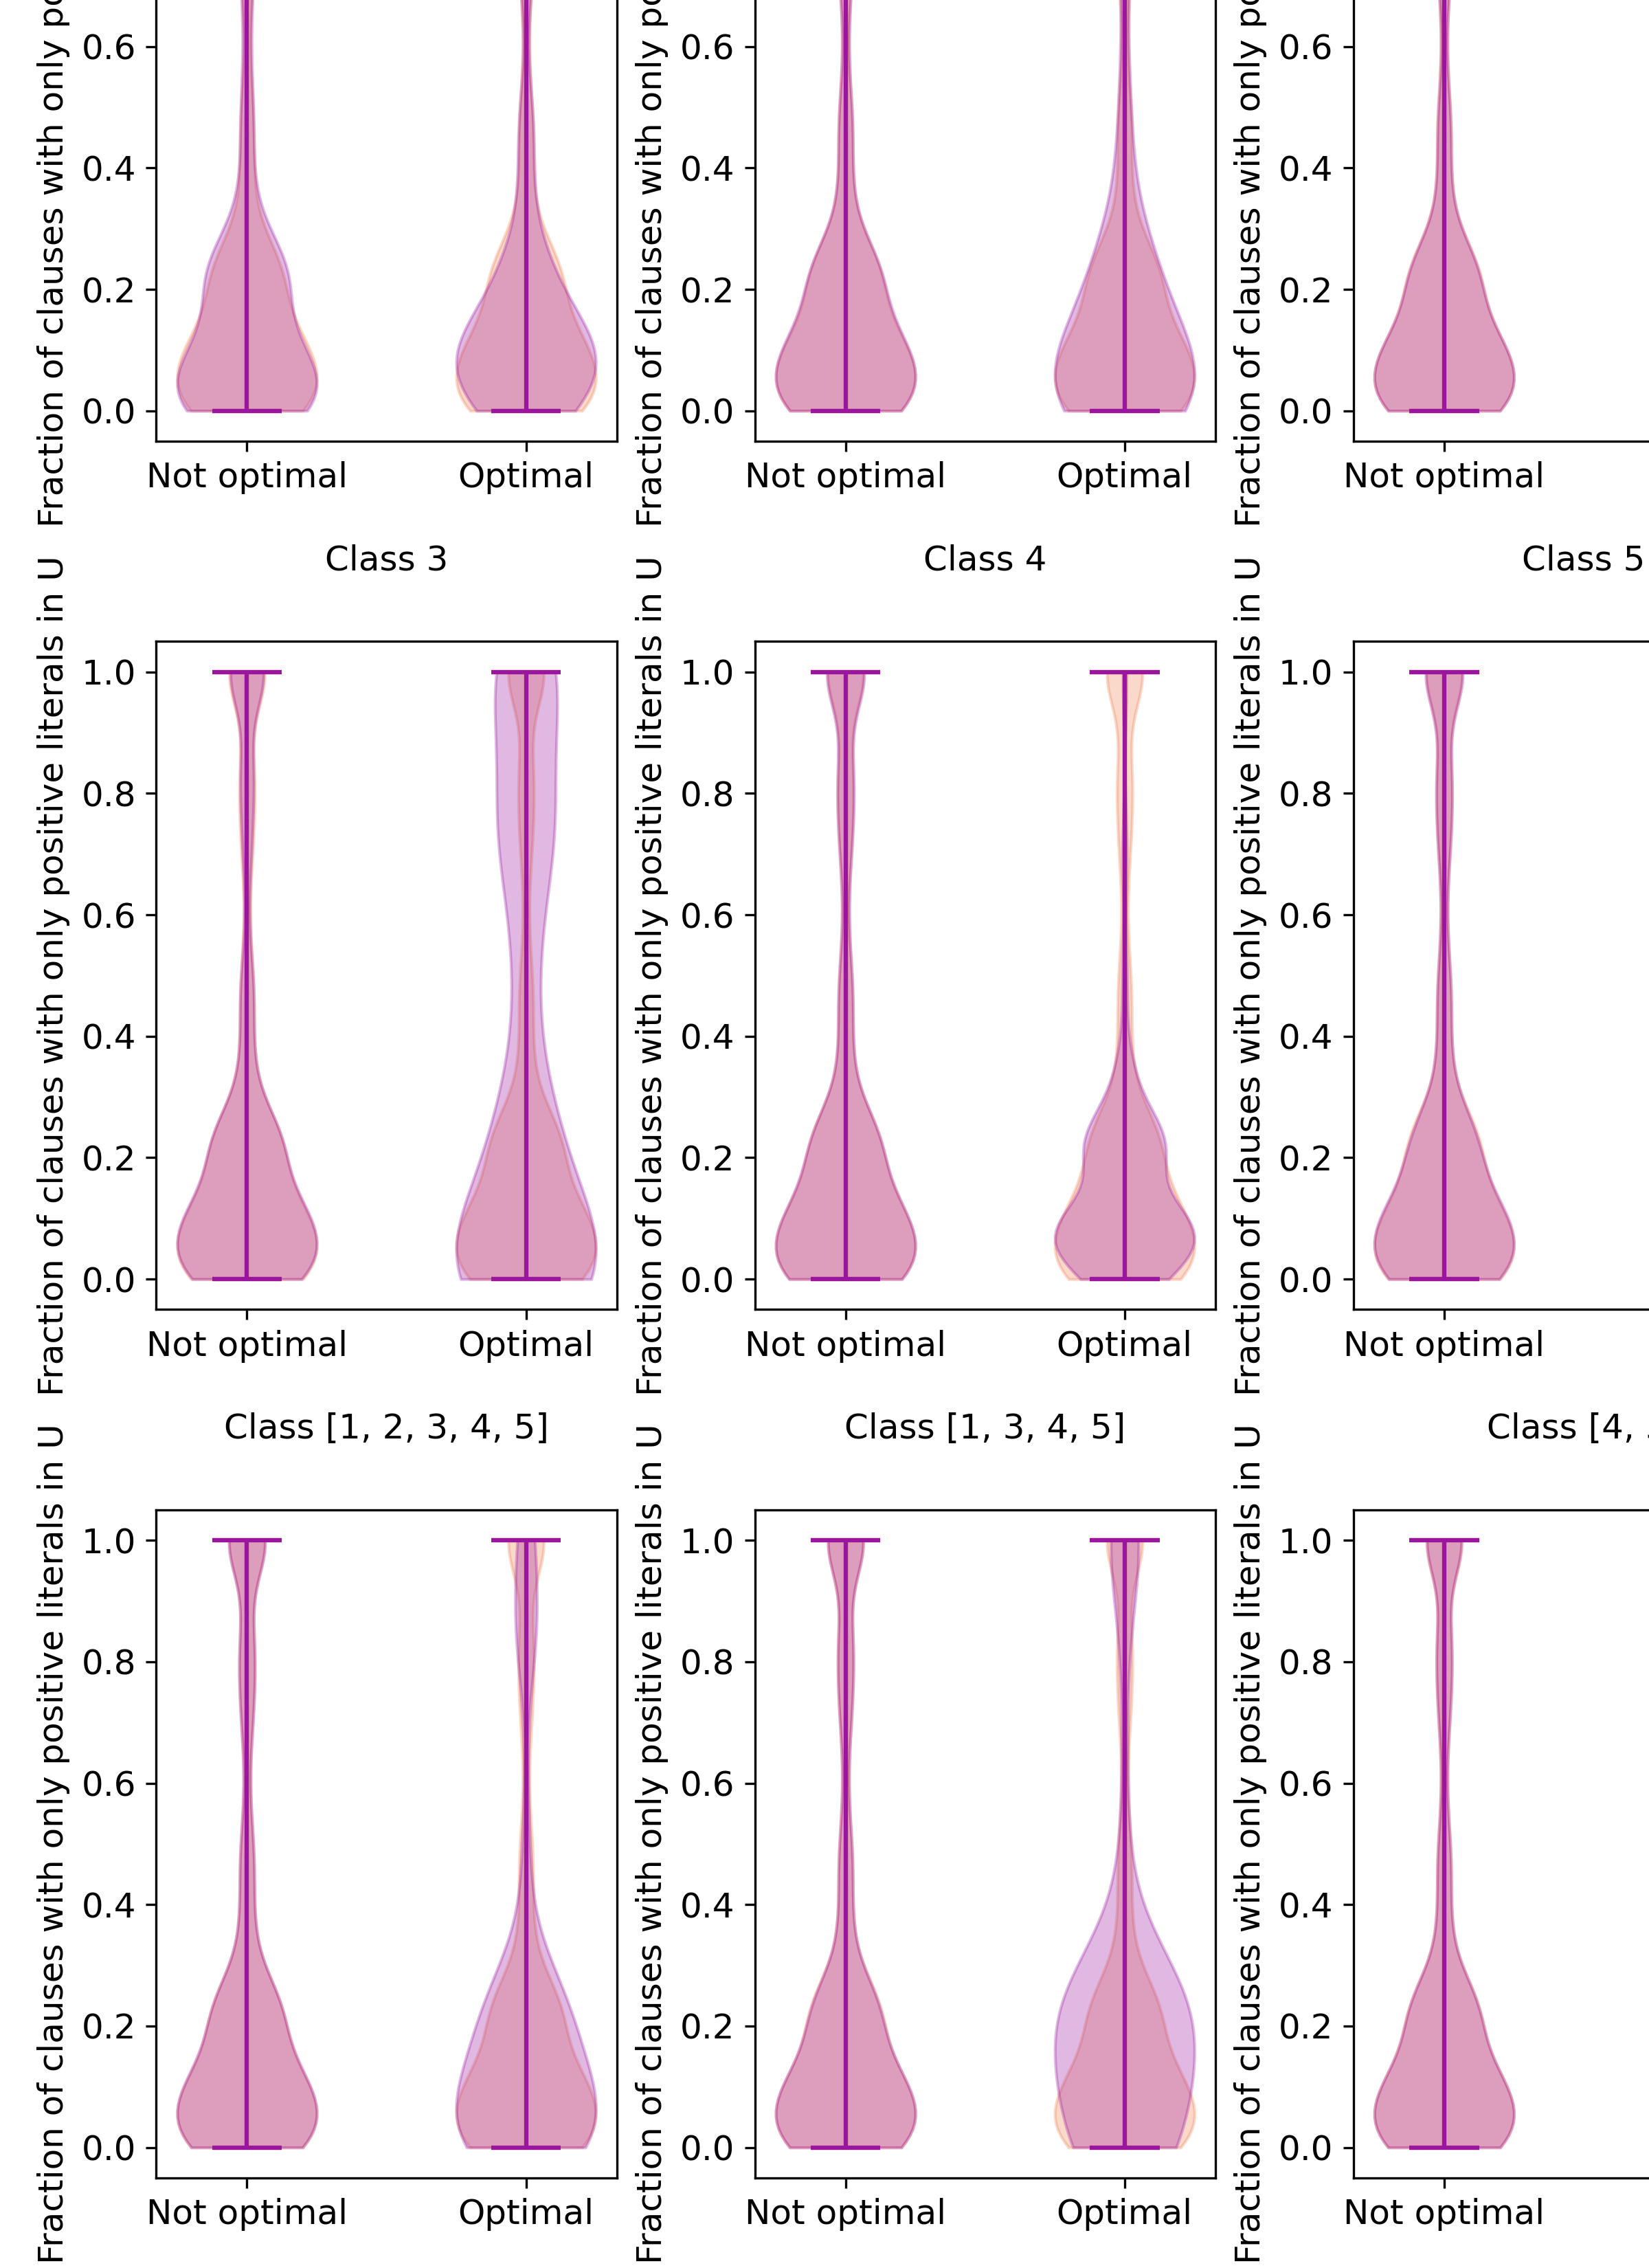 Fraction of clauses with only po
0.6
0.4
0.2
0.0
Not optimal
Optimal
Fraction of clauses with only po
0.6
0.4
0.2
0.0
Not optimal
Optimal
Fraction of clauses with only po
0.6
0.4
0.2
0.0
Not optimal
Class 3
Fraction of clauses with only positive literals in U
1.0
0.8
0.6
0.4
0.2
0.0
Not optimal
Optimal
Class 4
Fraction of clauses with only positive literals in U
1.0
0.8
0.6
0.4
0.2
0.0
Not optimal
Optimal
Class 5
Fraction of clauses with only positive literals in U
1.0
0.8
0.6
0.4
0.2
0.0
Not optimal
Class [1, 2, 3, 4, 5]
Fraction of clauses with only positive literals in U
1.0
0.8
0.6
0.4
0.2
0.0
Not optimal
Optimal
Class [1, 3, 4, 5]
Fraction of clauses with only positive literals in U
1.0
0.8
0.6
0.4
0.2
0.0
Not optimal
Optimal
Class [4,
Fraction of clauses with only positive literals in U
1.0
0.8
0.6
0.4
0.2
0.0
Not optimal